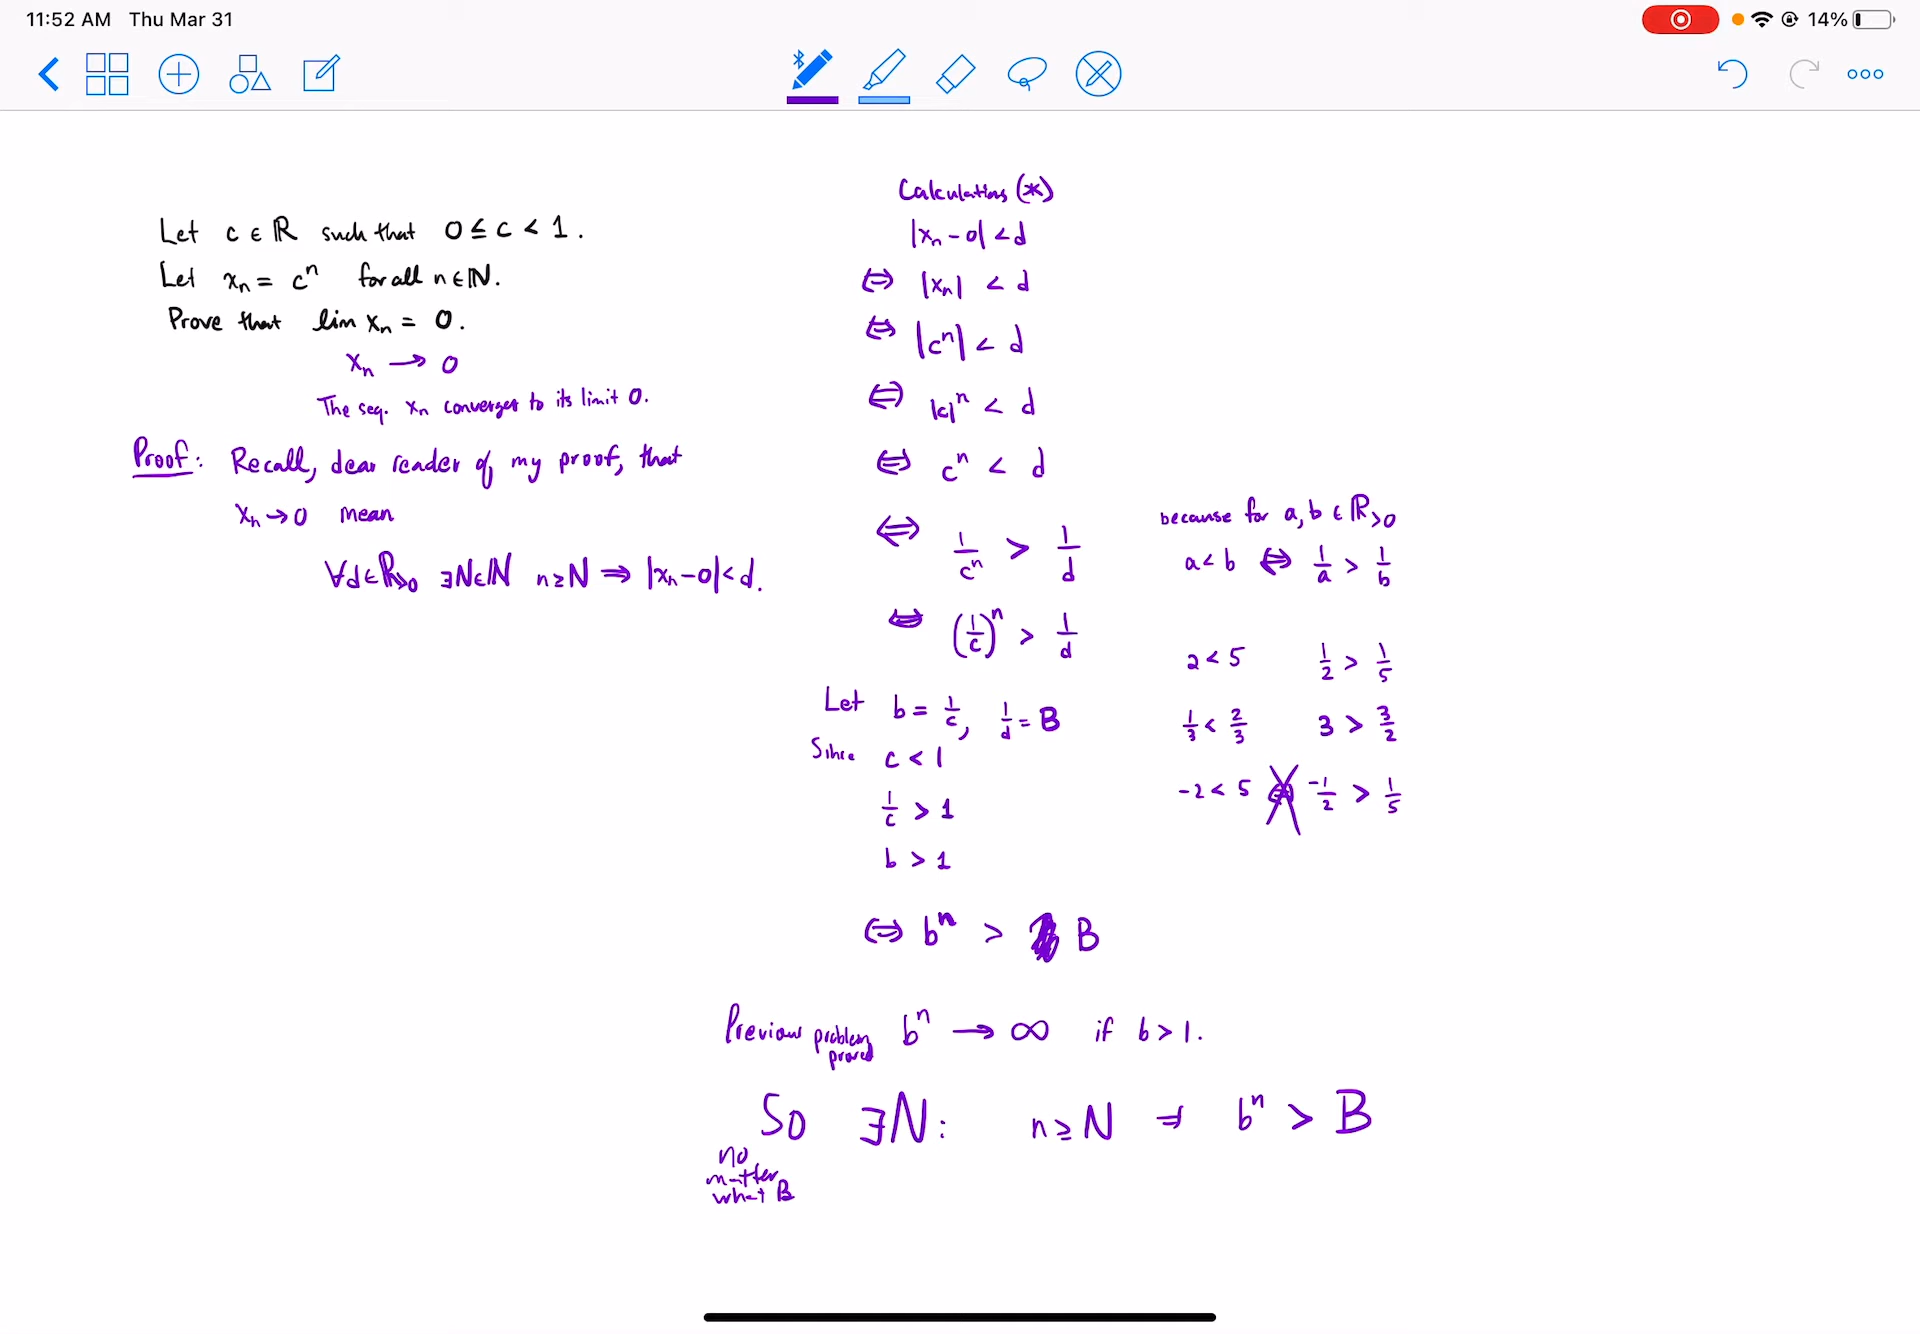 11:52 AM Thu Mar 31
14%
Let c ∈ ℝ such that 0 ≤ c < 1.
Let xₙ = cⁿ for all n ∈ ℕ.
Prove that lim xₙ = 0.
xₙ → 0
The seq. xₙ converges to its limit 0.
Proof: Recall, dear reader of my proof, that
xₙ → 0 mean
∀d∈ℝ>0 ∃N∈ℕ n≥N ⇒ |xₙ-0|<d.
Calculations (*)
|xₙ - 0| < d
⇔ |xₙ| < d
⇔ |cⁿ| < d
⇔ |c|ⁿ < d
⇔ cⁿ < d
⇔ 1/cⁿ > 1/d
⇔ (1/c)ⁿ > 1/d
Let b = 1/c, 1/d = B
Since c < 1
1/c > 1
b > 1
⇔ bⁿ > B
because for a, b ∈ ℝ>0
a < b ⇔ 1/a > 1/b
2 < 5 1/2 > 1/5
1/3 < 2/3 3 > 3/2
-2 < 5 ⇔ -1/2 > 1/5
Previous problem proved bⁿ → ∞ if b > 1.
So ∃N: n ≥ N ⇒ bⁿ > B
no
matter
what B